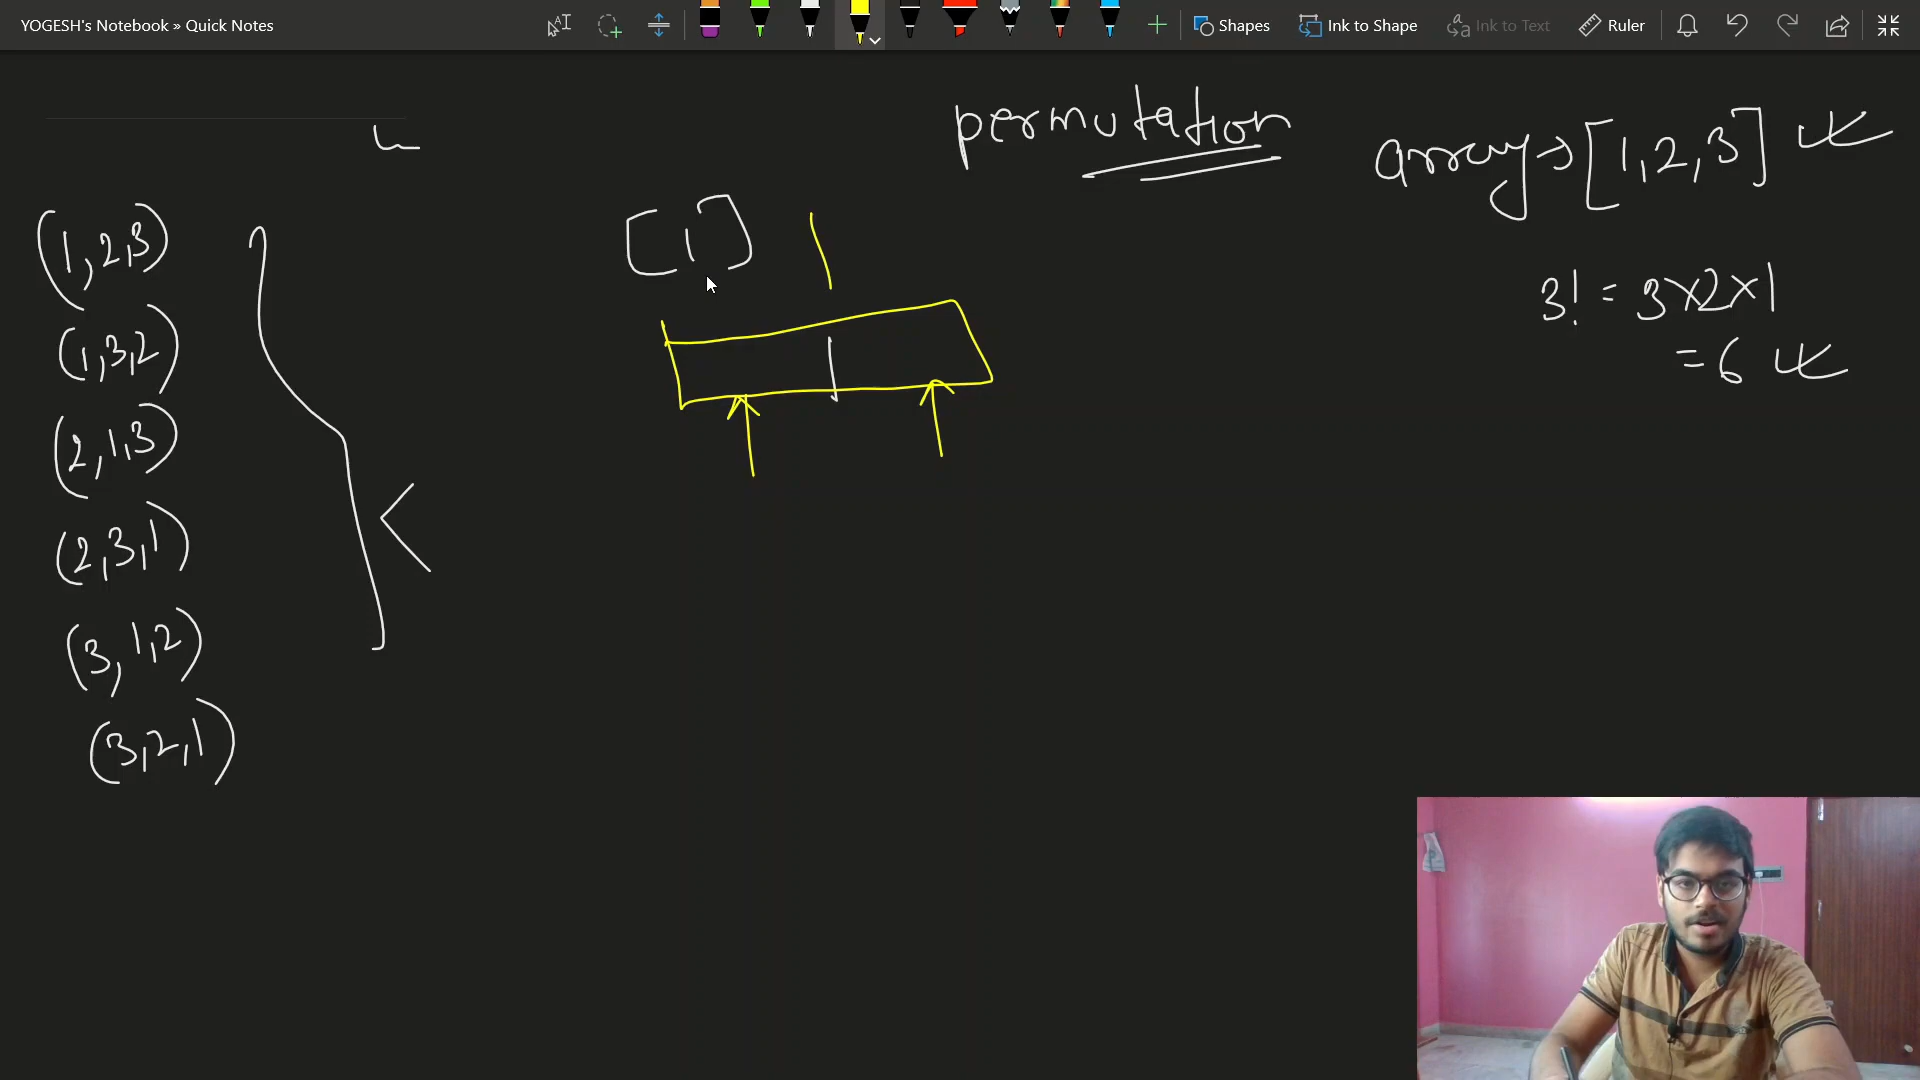 YOGESH's Notebook » Quick Notes
Shapes
Ink to Shape
Ink to Text
Ruler
permutation
array → [1,2,3]
3! = 3×2×1
= 6
[1]
1
(1,2,3)
(1,3,2)
(2,1,3)
(2,3,1)
(3,1,2)
(3,2,1)